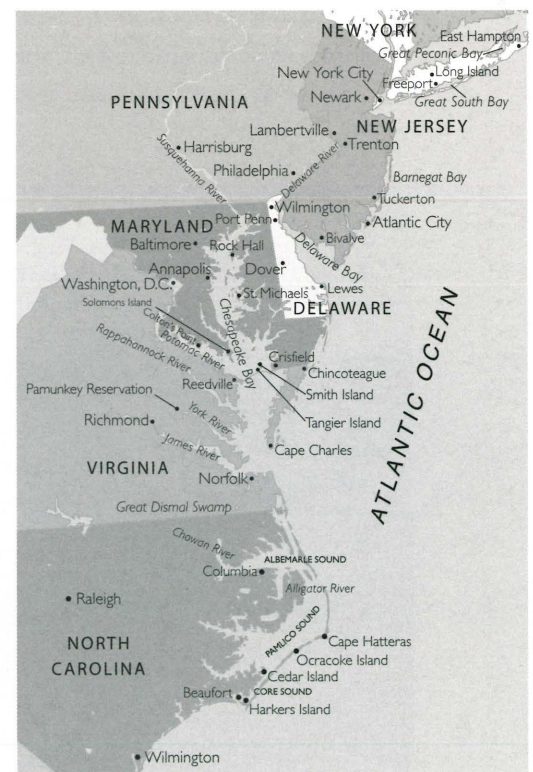 NEW YORK
East Hampton
Great Peconic Bay
New York City
Long Island
Freeport
Newark
Great South Bay
PENNSYLVANIA
Lambertville
NEW JERSEY
Harrisburg
Trenton
Susquehanna River
Philadelphia
Delaware River
Barnegat Bay
Tuckerton
Wilmington
Port Penn
Atlantic City
MARYLAND
Bivalve
Baltimore
Rock Hall
Delaware Bay
Annapolis
Dover
Washington, D.C.
Lewes
St Michaels
Solomons Island
DELAWARE
Colton's Point
Potomac River
Chesapeake Bay
Rappahannock River
Crisfield
Chincoteague
Reedville
Smith Island
Pamunkey Reservation
York River
Tangier Island
Richmond
James River
Cape Charles
ATLANTIC OCEAN
VIRGINIA
Norfolk
Great Dismal Swamp
Chowan River
ALBEMARLE SOUND
Columbia
Alligator River
Raleigh
PAMLICO SOUND
Cape Hatteras
NORTH
CAROLINA
Ocracoke Island
Cedar Island
Beaufort
CORE SOUND
Harkers Island
Wilmington